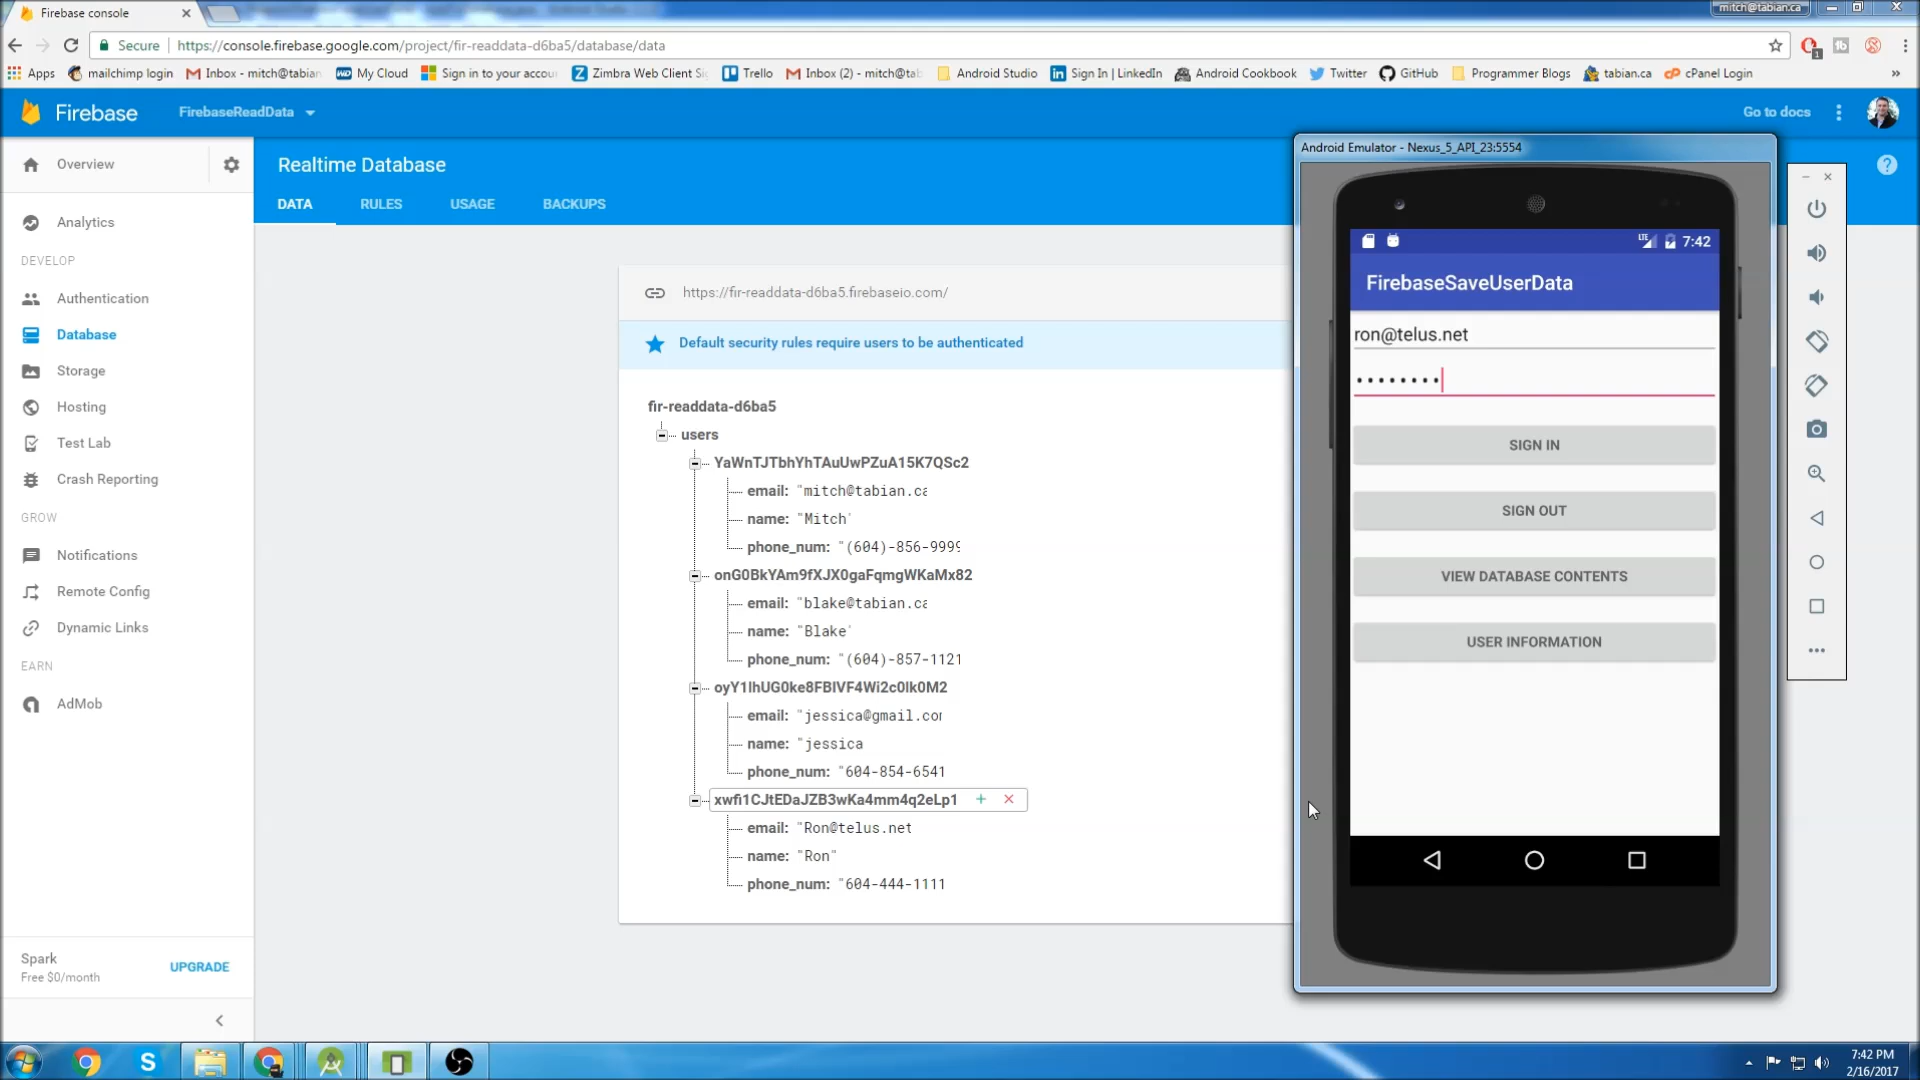 Firebase console
mitch@tabian.ca
Secure
https://console.firebase.google.com/project/fir-readdata-d6ba5/database/data
Apps
mailchimp login
Inbox - mitch@tabian
My Cloud
Sign in to your accou
Zimbra Web Client Si
Trello
Inbox (2) - mitch@tab
Android Studio
Sign In | LinkedIn
Android Cookbook
Twitter
GitHub
Programmer Blogs
tabian.ca
cPanel Login
Firebase
FirebaseReadData
Go to docs
Overview
Analytics
DEVELOP
Authentication
Database
Storage
Hosting
Test Lab
Crash Reporting
GROW
Notifications
Remote Config
Dynamic Links
EARN
AdMob
Spark
Free $0/month
UPGRADE
Realtime Database
DATA
RULES
USAGE
BACKUPS
https://fir-readdata-d6ba5.firebaseio.com/
Default security rules require users to be authenticated
fir-readdata-d6ba5
users
YaWnTJTbhYhTAuUwPZuA15K7QSc2
email: "mitch@tabian.ca
name: "Mitch"
phone_num: "(604)-856-9999
onG0BkYAm9fXJX0gaFqmgWKaMx82
email: "blake@tabian.ca
name: "Blake"
phone_num: "(604)-857-1121
oyY1lhUG0ke8FBIVF4Wi2c0lk0M2
email: "jessica@gmail.com
name: "jessica
phone_num: "604-854-6541
xwfi1CJtEDaJZB3wKa4mm4q2eLp1
email: "Ron@telus.net
name: "Ron"
phone_num: "604-444-1111
Android Emulator - Nexus_5_API_23:5554
LTE
7:42
FirebaseSaveUserData
ron@telus.net
SIGN IN
SIGN OUT
VIEW DATABASE CONTENTS
USER INFORMATION
7:42 PM
2/16/2017